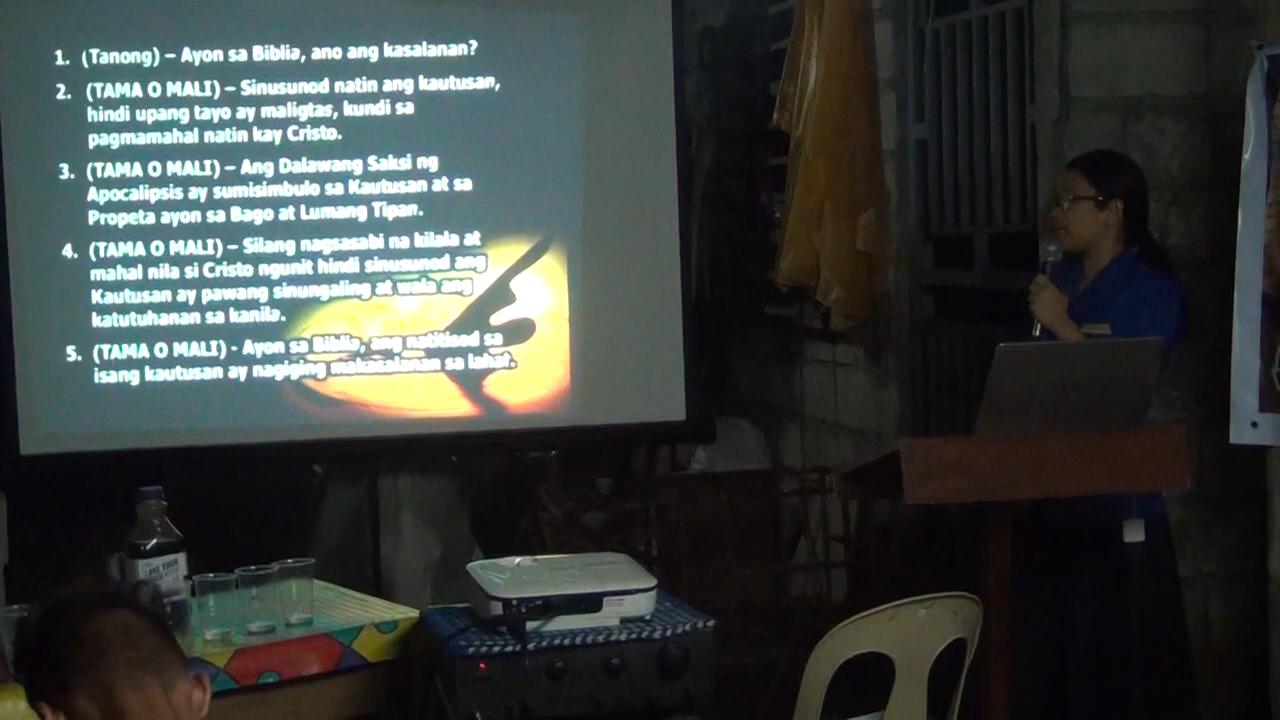 1. (Tanong) – Ayon sa Biblia, ano ang kasalanan?
2. (TAMA O MALI) – Sinusunod natin ang kautusan,
hindi upang tayo ay maligtas, kundi sa
pagmamahal natin kay Cristo.
3. (TAMA O MALI) – Ang Dalawang Saksi ng
Apocalipsis ay sumisimbulo sa Kautusan at sa
Propeta ayon sa Bago at Lumang Tipan.
4. (TAMA O MALI) – Silang nagsasabi na kilala at
mahal nila si Cristo ngunit hindi sinusunod ang
Kautusan ay pawang sinungaling at wala ang
katutuhanan sa kanila.
5. (TAMA O MALI) - Ayon sa Biblia, ang natitisod sa
isang kautusan ay nagiging makasalanan sa lahat.
LOVE YOUR